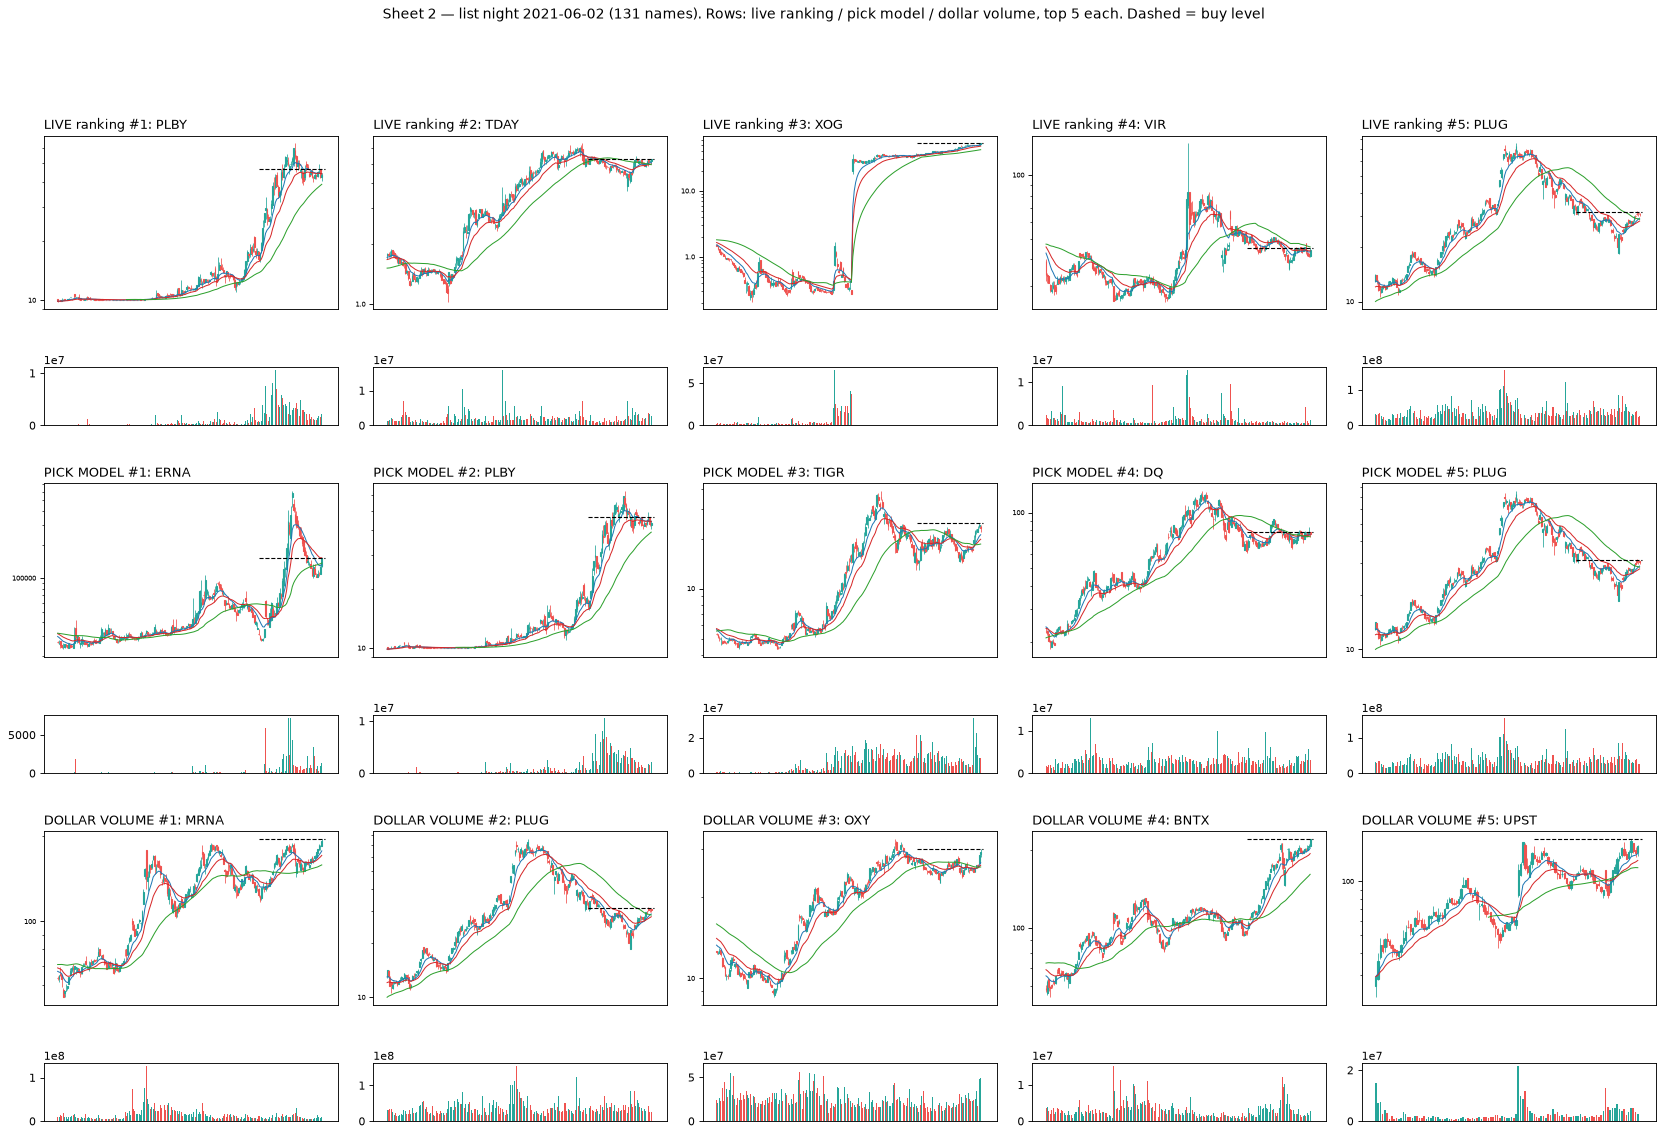 Sheet 2 — list night 2021-06-02 (131 names). Rows: live ranking / pick model / dollar volume, top 5 each. Dashed = buy level
LIVE ranking #1: PLBY
LIVE ranking #2: TDAY
LIVE ranking #3: XOG
LIVE ranking #4: VIR
LIVE ranking #5: PLUG
10
1.0
10.0
1.0
100
10
1e7
1e7
1e7
1e7
1e8
1
0
1
0
5
0
1
0
1
0
PICK MODEL #1: ERNA
PICK MODEL #2: PLBY
PICK MODEL #3: TIGR
PICK MODEL #4: DQ
PICK MODEL #5: PLUG
100000
10
10
100
10
1e7
1e7
1e7
1e8
5000
0
1
0
2
0
1
0
1
0
DOLLAR VOLUME #1: MRNA
DOLLAR VOLUME #2: PLUG
DOLLAR VOLUME #3: OXY
DOLLAR VOLUME #4: BNTX
DOLLAR VOLUME #5: UPST
100
10
10
100
100
1e8
1e8
1e7
1e7
1e7
1
0
1
0
5
0
1
0
2
0